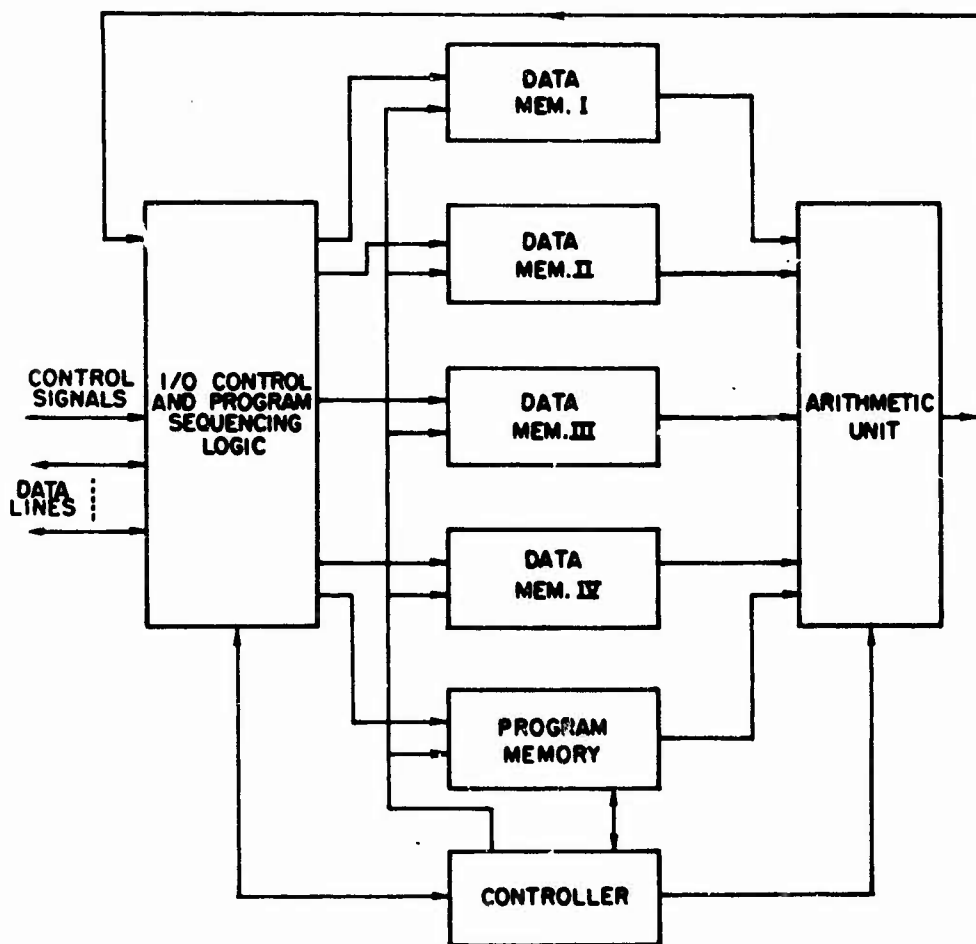 DATA
MEM. I
DATA
MEM. II
CONTROL
SIGNALS
I/O CONTROL
AND PROGRAM
SEQUENCING
LOGIC
DATA
MEM. III
ARITHMETIC
UNIT
DATA
LINES
DATA
MEM. IV
PROGRAM
MEMORY
CONTROLLER